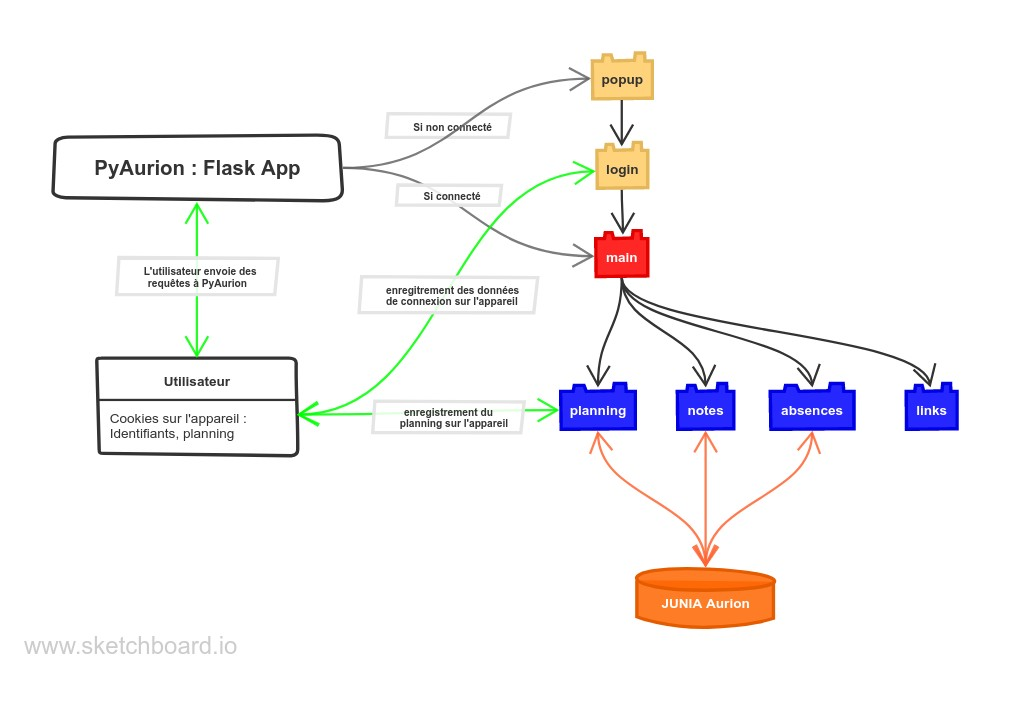 popup
Si non connecté
PyAurion : Flask App
login
Si connecté
main
L'utilisateur envoie des
requêtes à PyAurion
enregitrement des données
de connexion sur l'appareil
Utilisateur
Cookies sur l'appareil :
Identifiants, planning
enregistrement du
planning sur l'appareil
planning
notes
absences
links
JUNIA Aurion
www.sketchboard.io